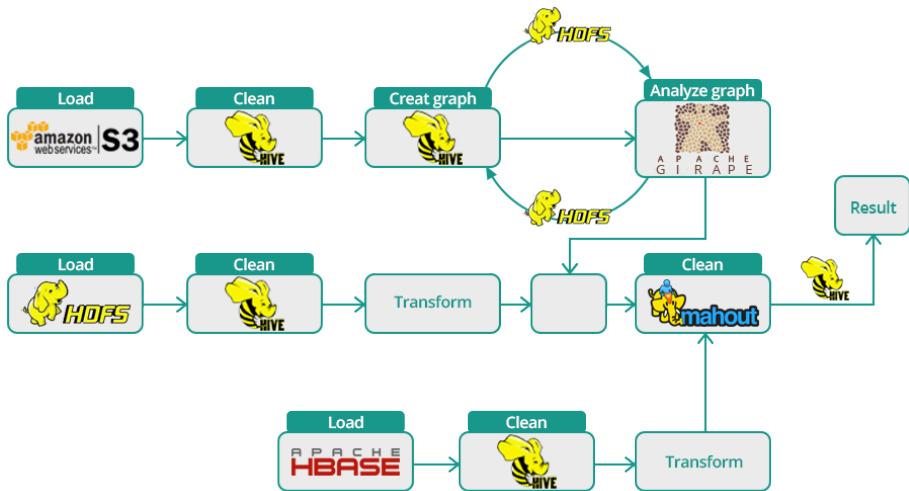 HDFS
Load
Clean
Creat graph
Analyze graph
amazon
webservices™
S3
HIVE
HIVE
APACHE
GIRAPE
HDFS
Result
Load
Clean
Clean
HDFS
HIVE
Transform
mahout
HIVE
Load
Clean
APACHE
HBASE
HIVE
Transform